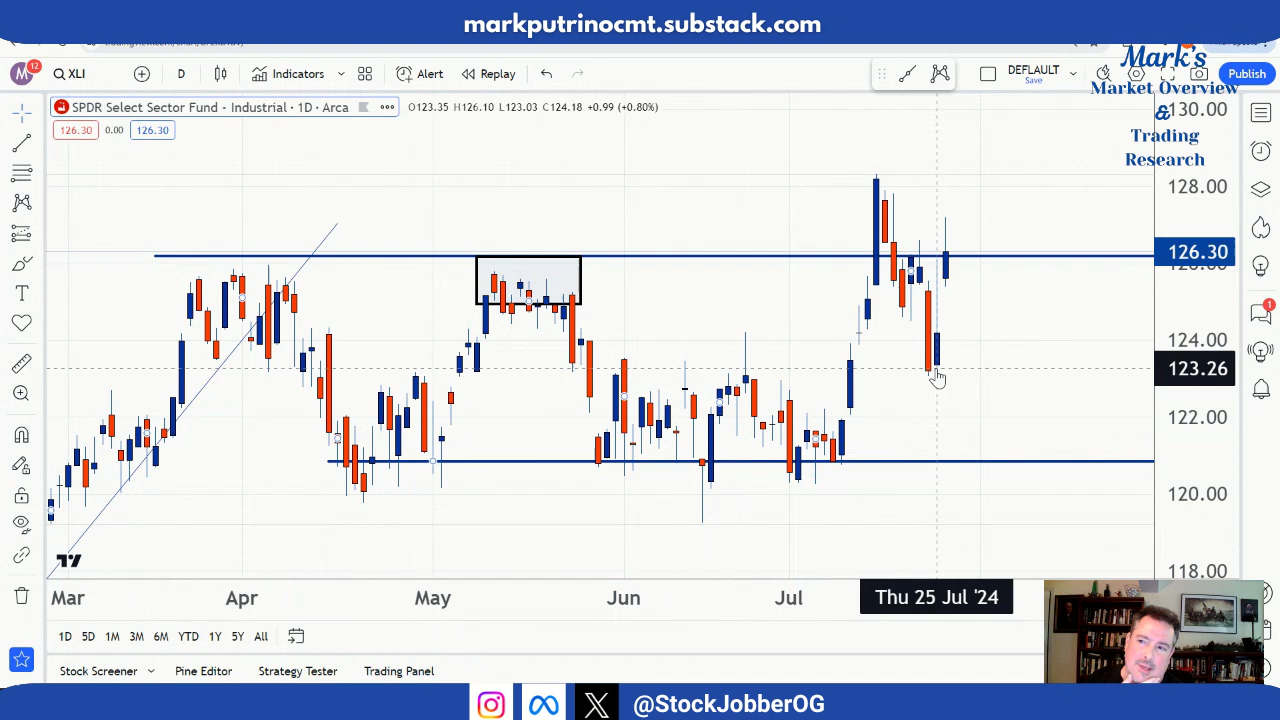 markputrinocmt.substack.com
M
12
XLI
D
Indicators
Alert
Replay
DEFAULT
Save
Publish
Mark's
Market Overview
&
Trading
Research
SPDR Select Sector Fund · Industrial · 1D · Arca
O123.35 H126.10 L123.03 C124.18 +0.99 (+0.80%)
126.30 0.00 126.30
130.00
128.00
126.30
124.00
123.26
122.00
120.00
118.00
1
Mar Apr May Jun Jul Thu 25 Jul '24
1D 5D 1M 3M 6M YTD 1Y 5Y All
Stock Screener Pine Editor Strategy Tester Trading Panel
@StockJobberOG